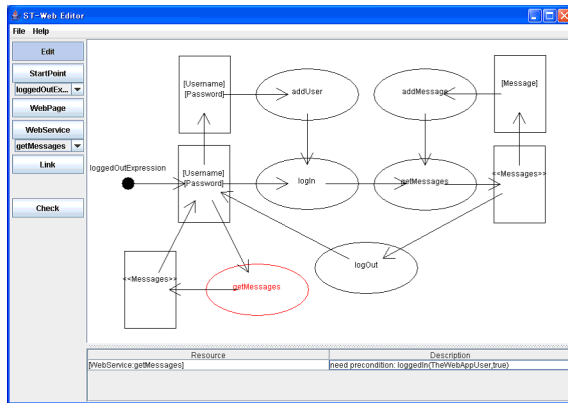 ST-Web Editor
File Help
Edit
StartPoint
loggedOutEx...
WebPage
WebService
getMessages
Link
Check
[Username]
[Password]
addUser
addMessage
[Message]
loggedOutExpression
[Username]
[Password]
logIn
getMessages
<<Messages>>
logOut
<<Messages>>
getMessages
Resource Description
[WebService:getMessages] need precondition: loggedIn(TheWebAppUser,true)